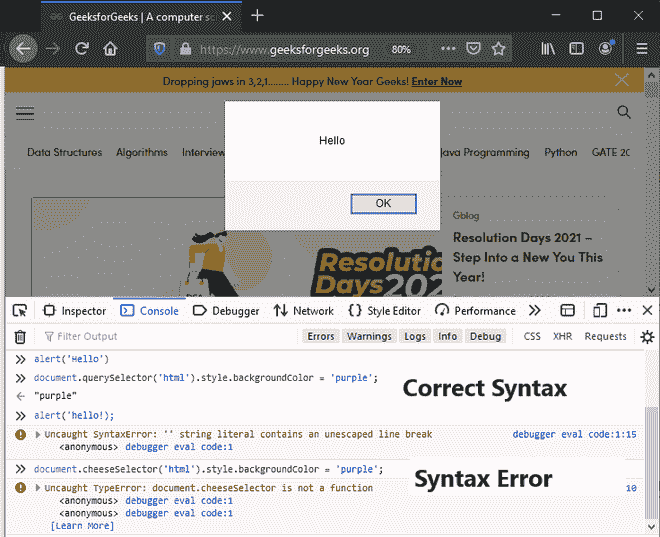 GeeksforGeeks | A computer sc
https://www.geeksforgeeks.org
80%
Dropping jaws in 3,2,1........ Happy New Year Geeks! Enter Now
Hello
OK
Data Structures Algorithms Interview Java Programming Python GATE 20
Gblog
Resolution Days 2021 –
Step Into a New You This
Year!
Resolution
Days202
Inspector Console Debugger Network Style Editor Performance
Filter Output Errors Warnings Logs Info Debug CSS XHR Requests
alert('Hello')
document.querySelector('html').style.backgroundColor = 'purple';
"purple"
Correct Syntax
alert('hello!);
Uncaught SyntaxError: '' string literal contains an unescaped line break debugger eval code:1:15
<anonymous> debugger eval code:1
document.cheeseSelector('html').style.backgroundColor = 'purple';
Uncaught TypeError: document.cheeseSelector is not a function 10
Syntax Error
<anonymous> debugger eval code:1
<anonymous> debugger eval code:1
[Learn More]